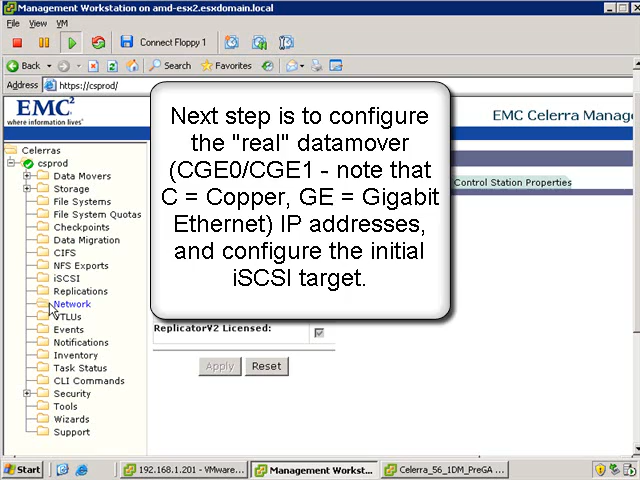 Management Workstation on amd-esx2.esxdomain.local
File View VM
Connect Floppy 1
Back Search Favorites
Address https://csprod/
EMC²
where information lives®
EMC Celerra Manag
Celerras
csprod
Data Movers
Storage
File Systems
File System Quotas
Checkpoints
Data Migration
CIFS
NFS Exports
iSCSI
Replications
Network
VTLUs
Events
Notifications
Inventory
Task Status
CLI Commands
Security
Tools
Wizards
Support
Next step is to configure
the "real" datamover
(CGE0/CGE1 - note that
C = Copper, GE = Gigabit
Ethernet) IP addresses,
and configure the initial
iSCSI target.
Control Station Properties
ReplicatorV2 Licensed:
Apply Reset
Start 192.168.1.201 - VMware... Management Workst... Celerra_56_1DM_PreGA ...